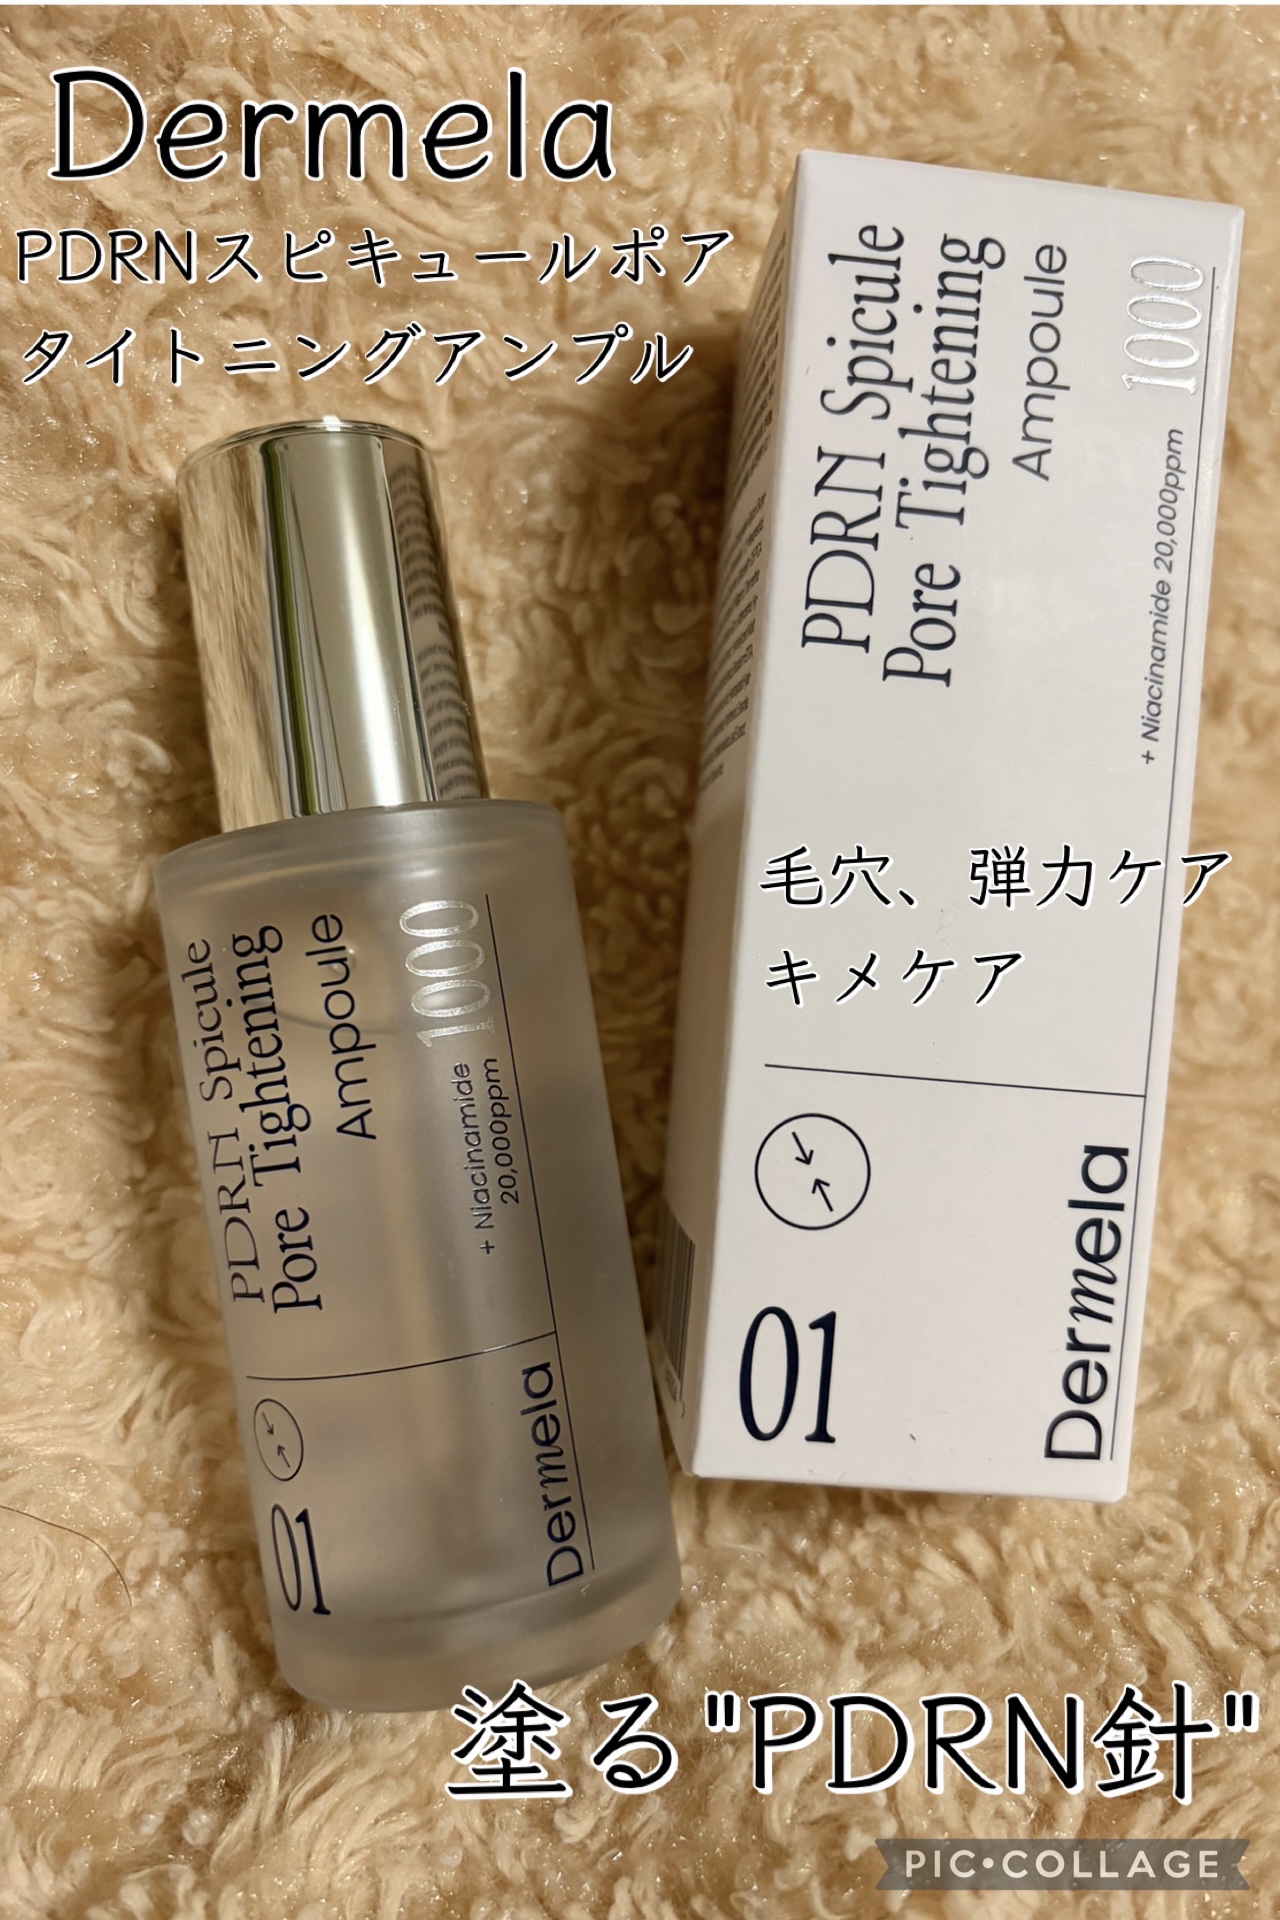 Dermela
PDRNスピキュールポア
タイトニングアンプル
PDRN Spicule
Pore Tightening
Ampoule
1000
+ Niacinamide 20,000ppm
毛穴、弾力ケア
キメケア
01
Dermela
PDRN Spicule
Pore Tightening
Ampoule
1000
+ Niacinamide
20,000ppm
01
Dermela
塗る"PDRN針"
PIC•COLLAGE